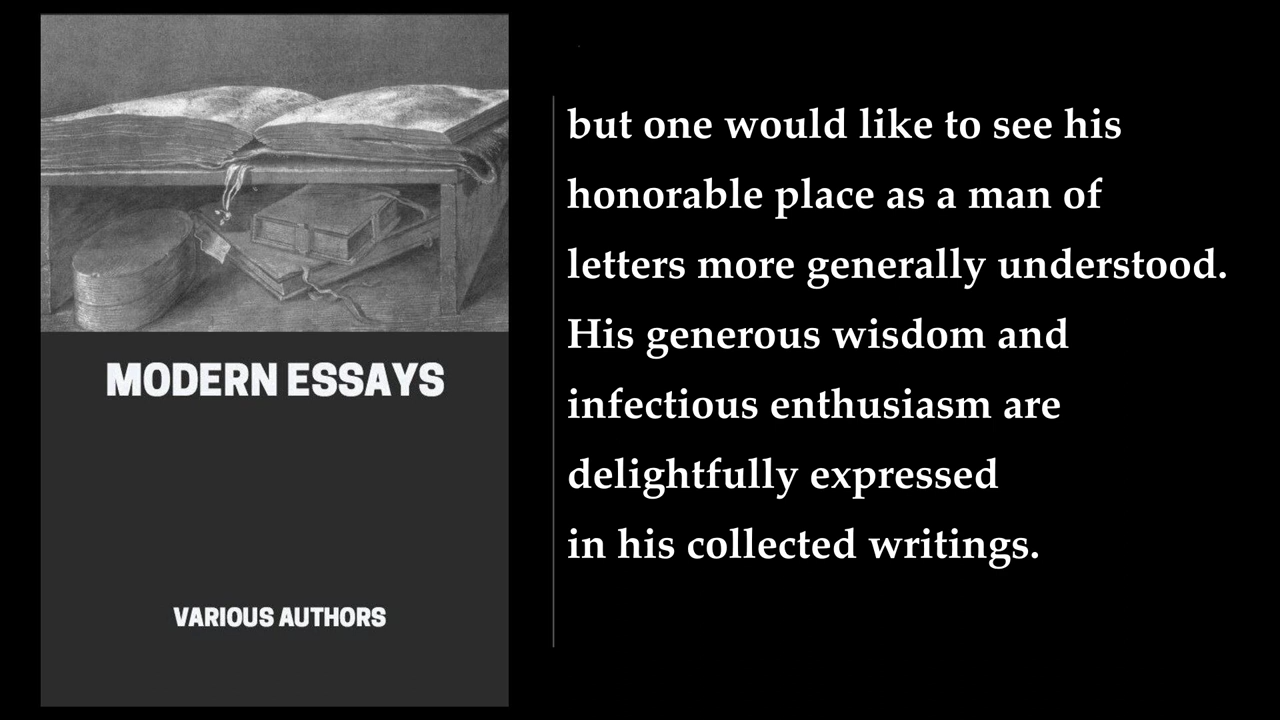 MODERN ESSAYS
VARIOUS AUTHORS
but one would like to see his
honorable place as a man of
letters more generally understood.
His generous wisdom and
infectious enthusiasm are
delightfully expressed
in his collected writings.